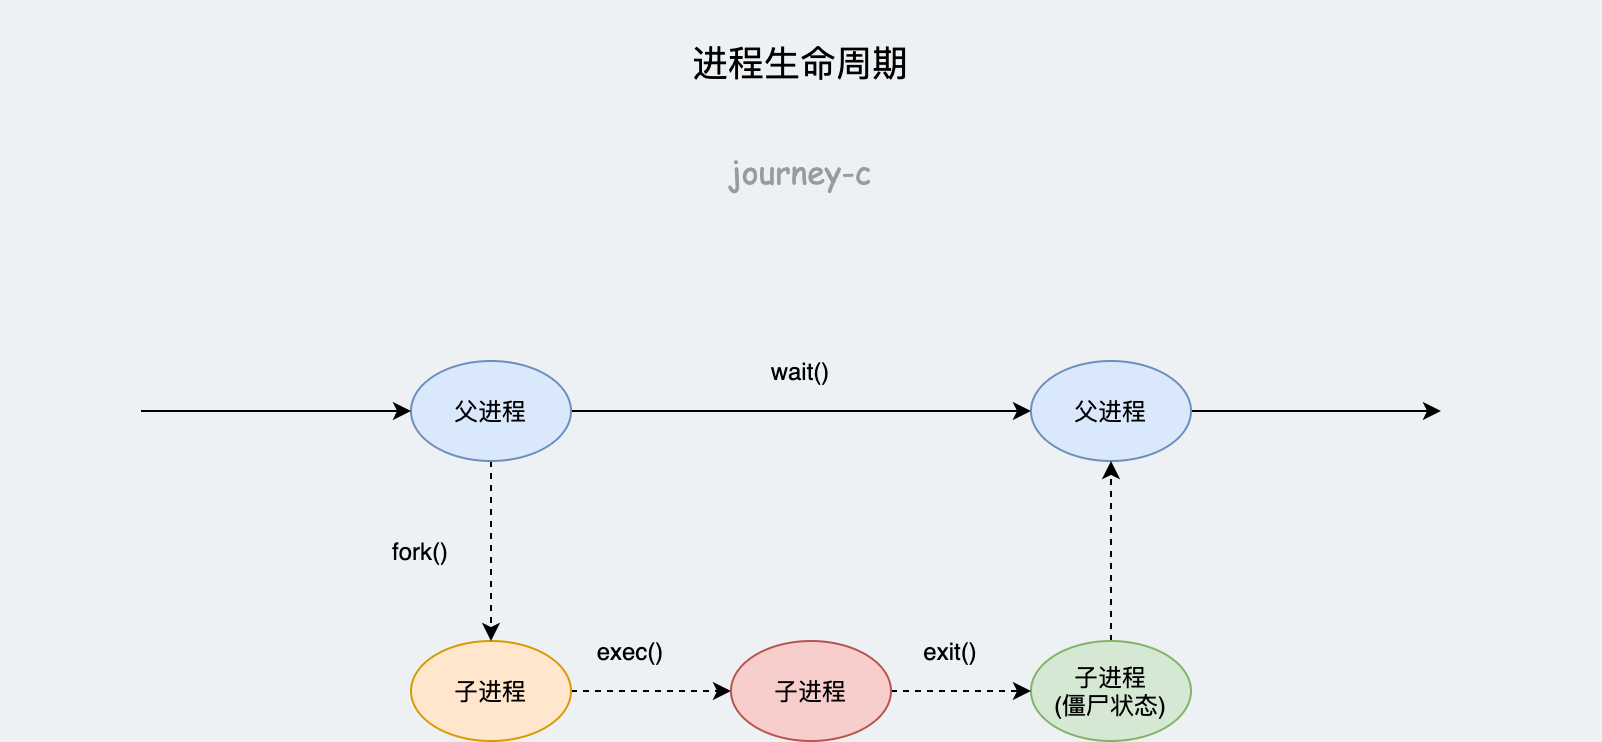 进程生命周期
journey-c
wait()
父进程
父进程
fork()
exec()
exit()
子进程
子进程
子进程
(僵尸状态)